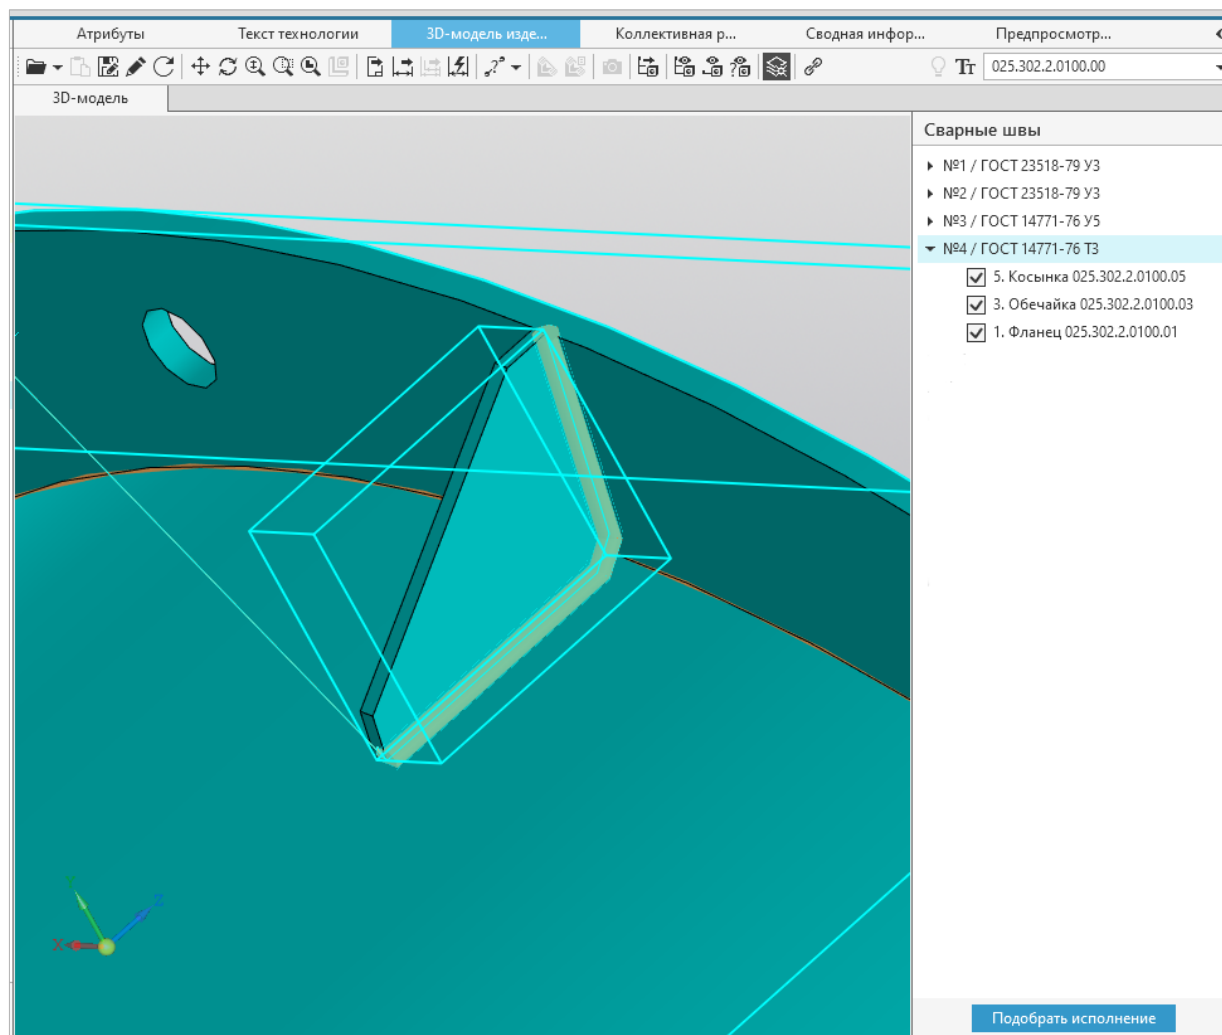 Атрибуты Текст технологии 3D-модель изде... Коллективная р... Сводная инфор... Предпросмотр...
Тт 025.302.2.0100.00
3D-модель
Сварные швы
№1 / ГОСТ 23518-79 У3
№2 / ГОСТ 23518-79 У3
№3 / ГОСТ 14771-76 У5
№4 / ГОСТ 14771-76 Т3
5. Косынка 025.302.2.0100.05
3. Обечайка 025.302.2.0100.03
1. Фланец 025.302.2.0100.01
Y
Z
X
Подобрать исполнение